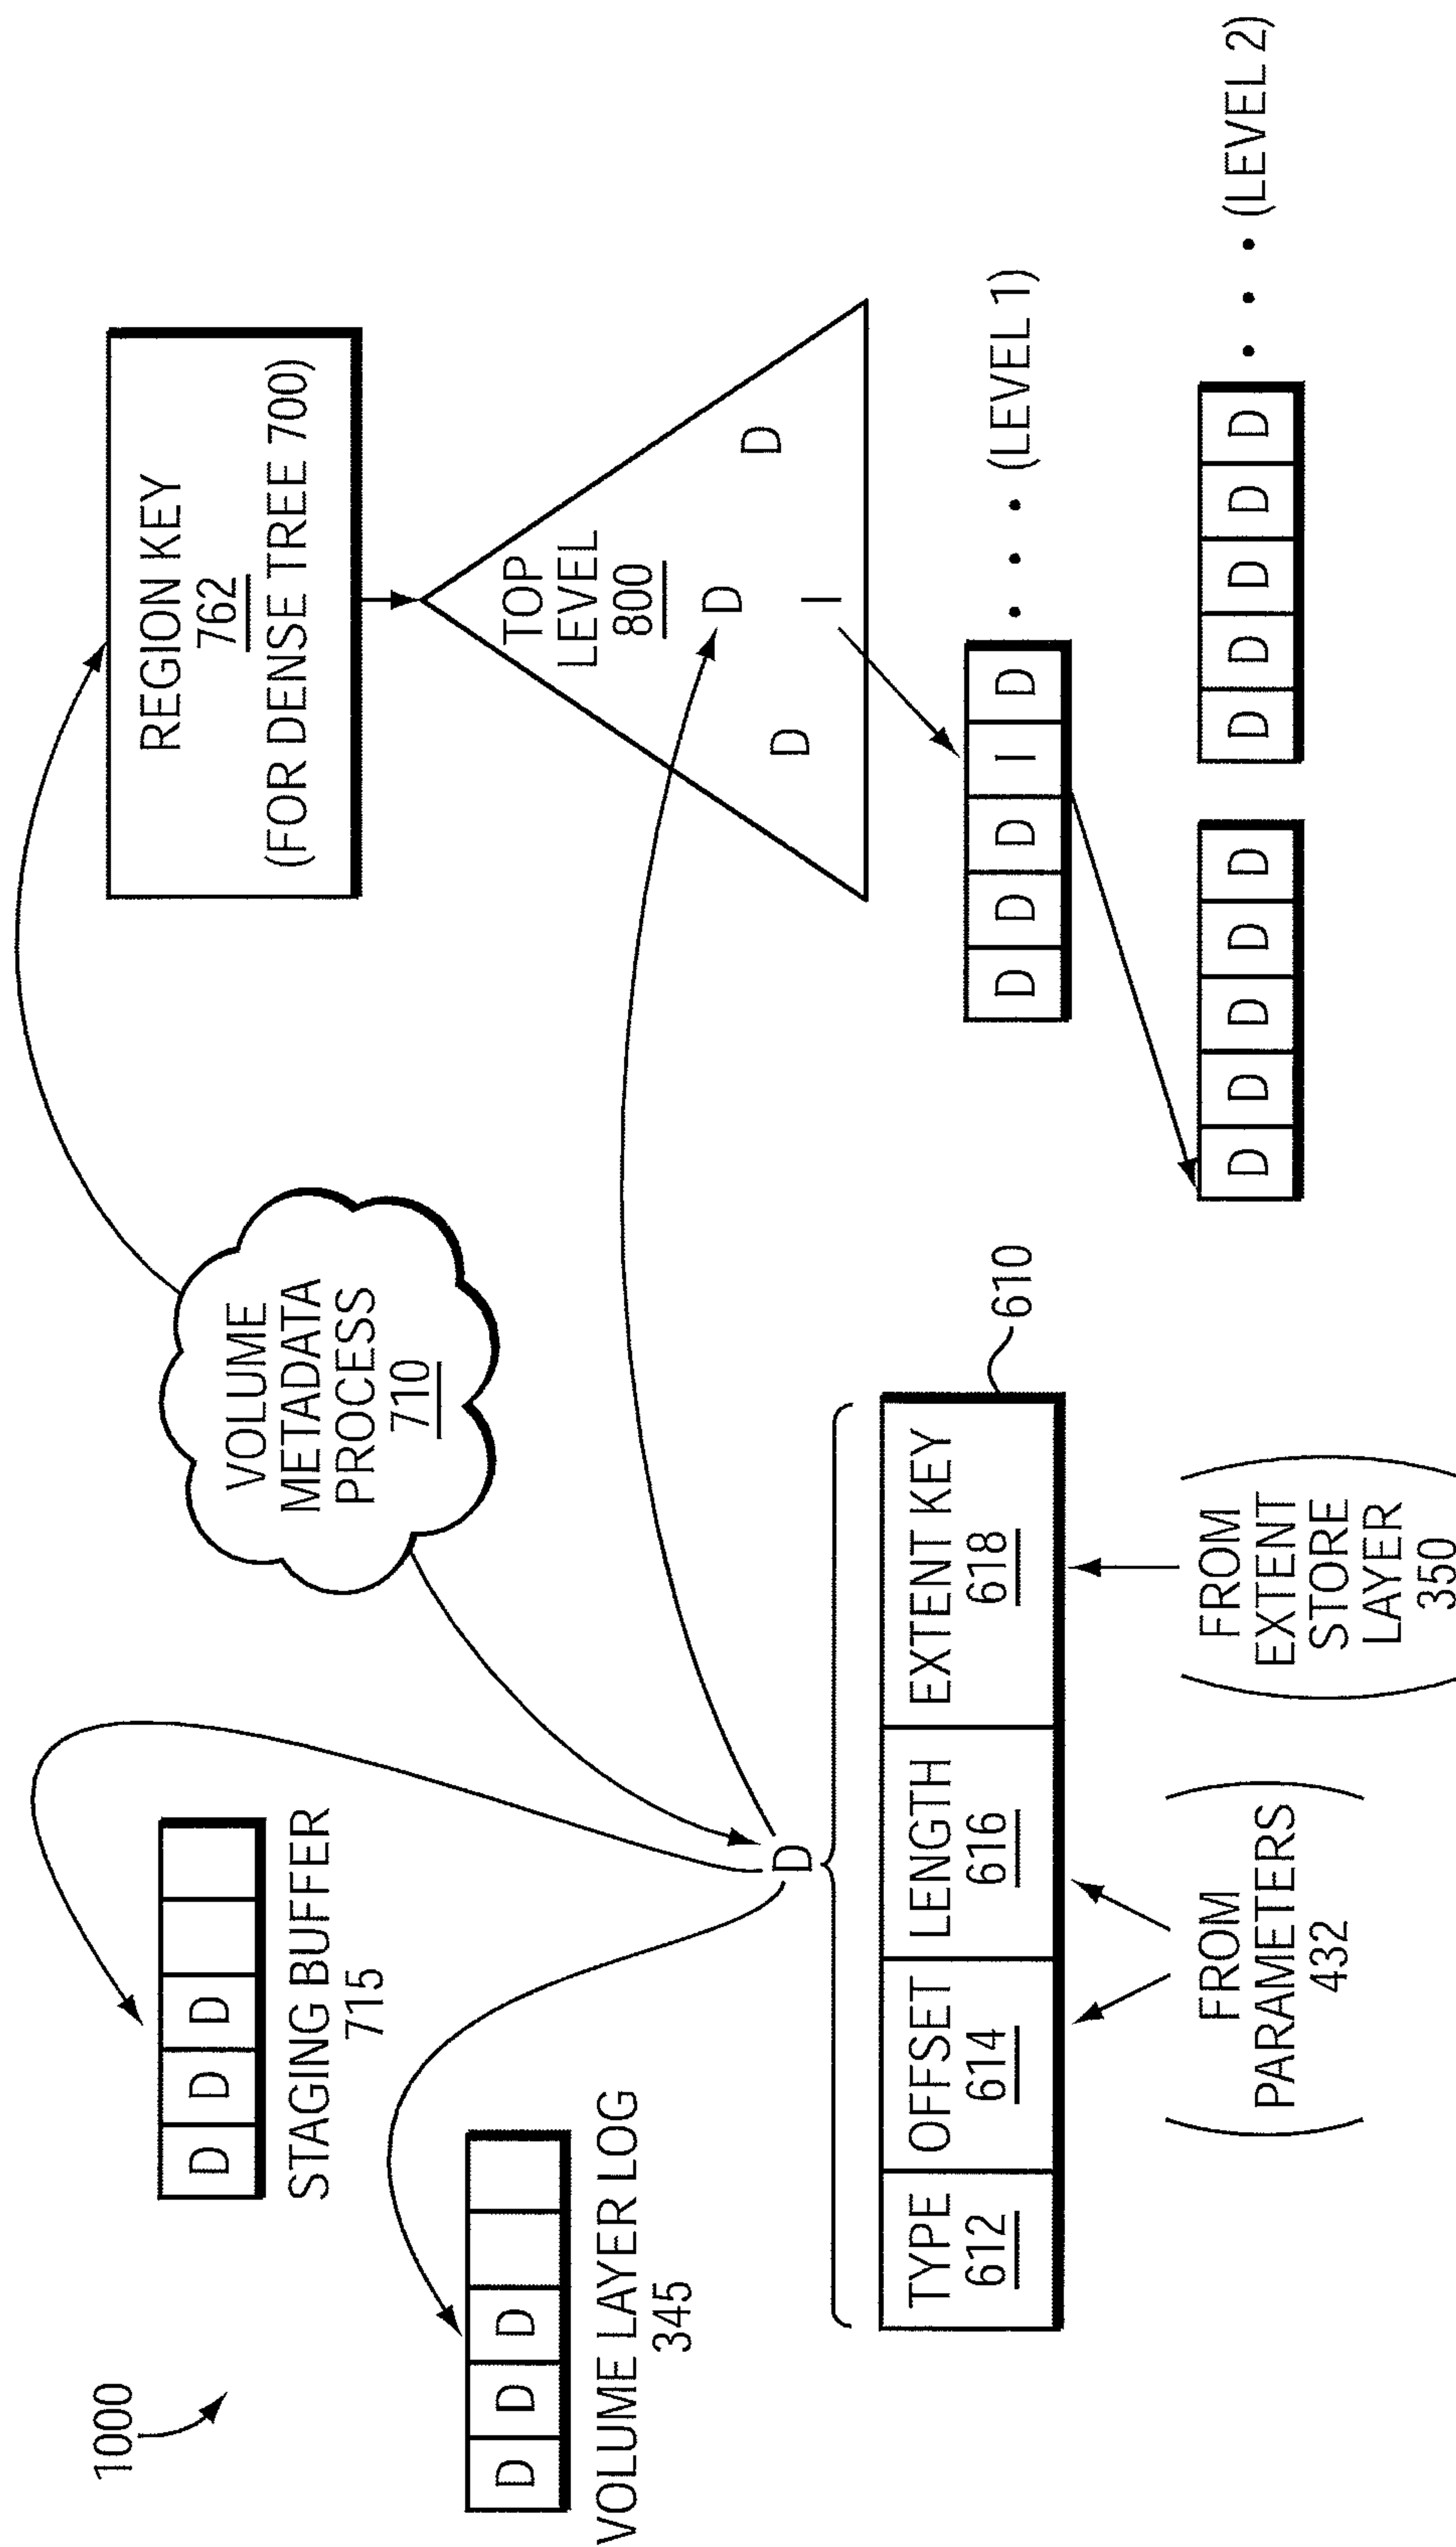 1000
D D D
STAGING BUFFER
715
D D D
VOLUME LAYER LOG
345
VOLUME
METADATA
PROCESS
710
REGION KEY
762
(FOR DENSE TREE 700)
TOP
LEVEL
800
D
D
D
I
D
D D D I D
• • • (LEVEL 1)
D D D D D
D D D D D
• • • (LEVEL 2)
610
TYPE
612
OFFSET
614
LENGTH
616
EXTENT KEY
618
(FROM
PARAMETERS
432)
(FROM
EXTENT
STORE
LAYER
350)